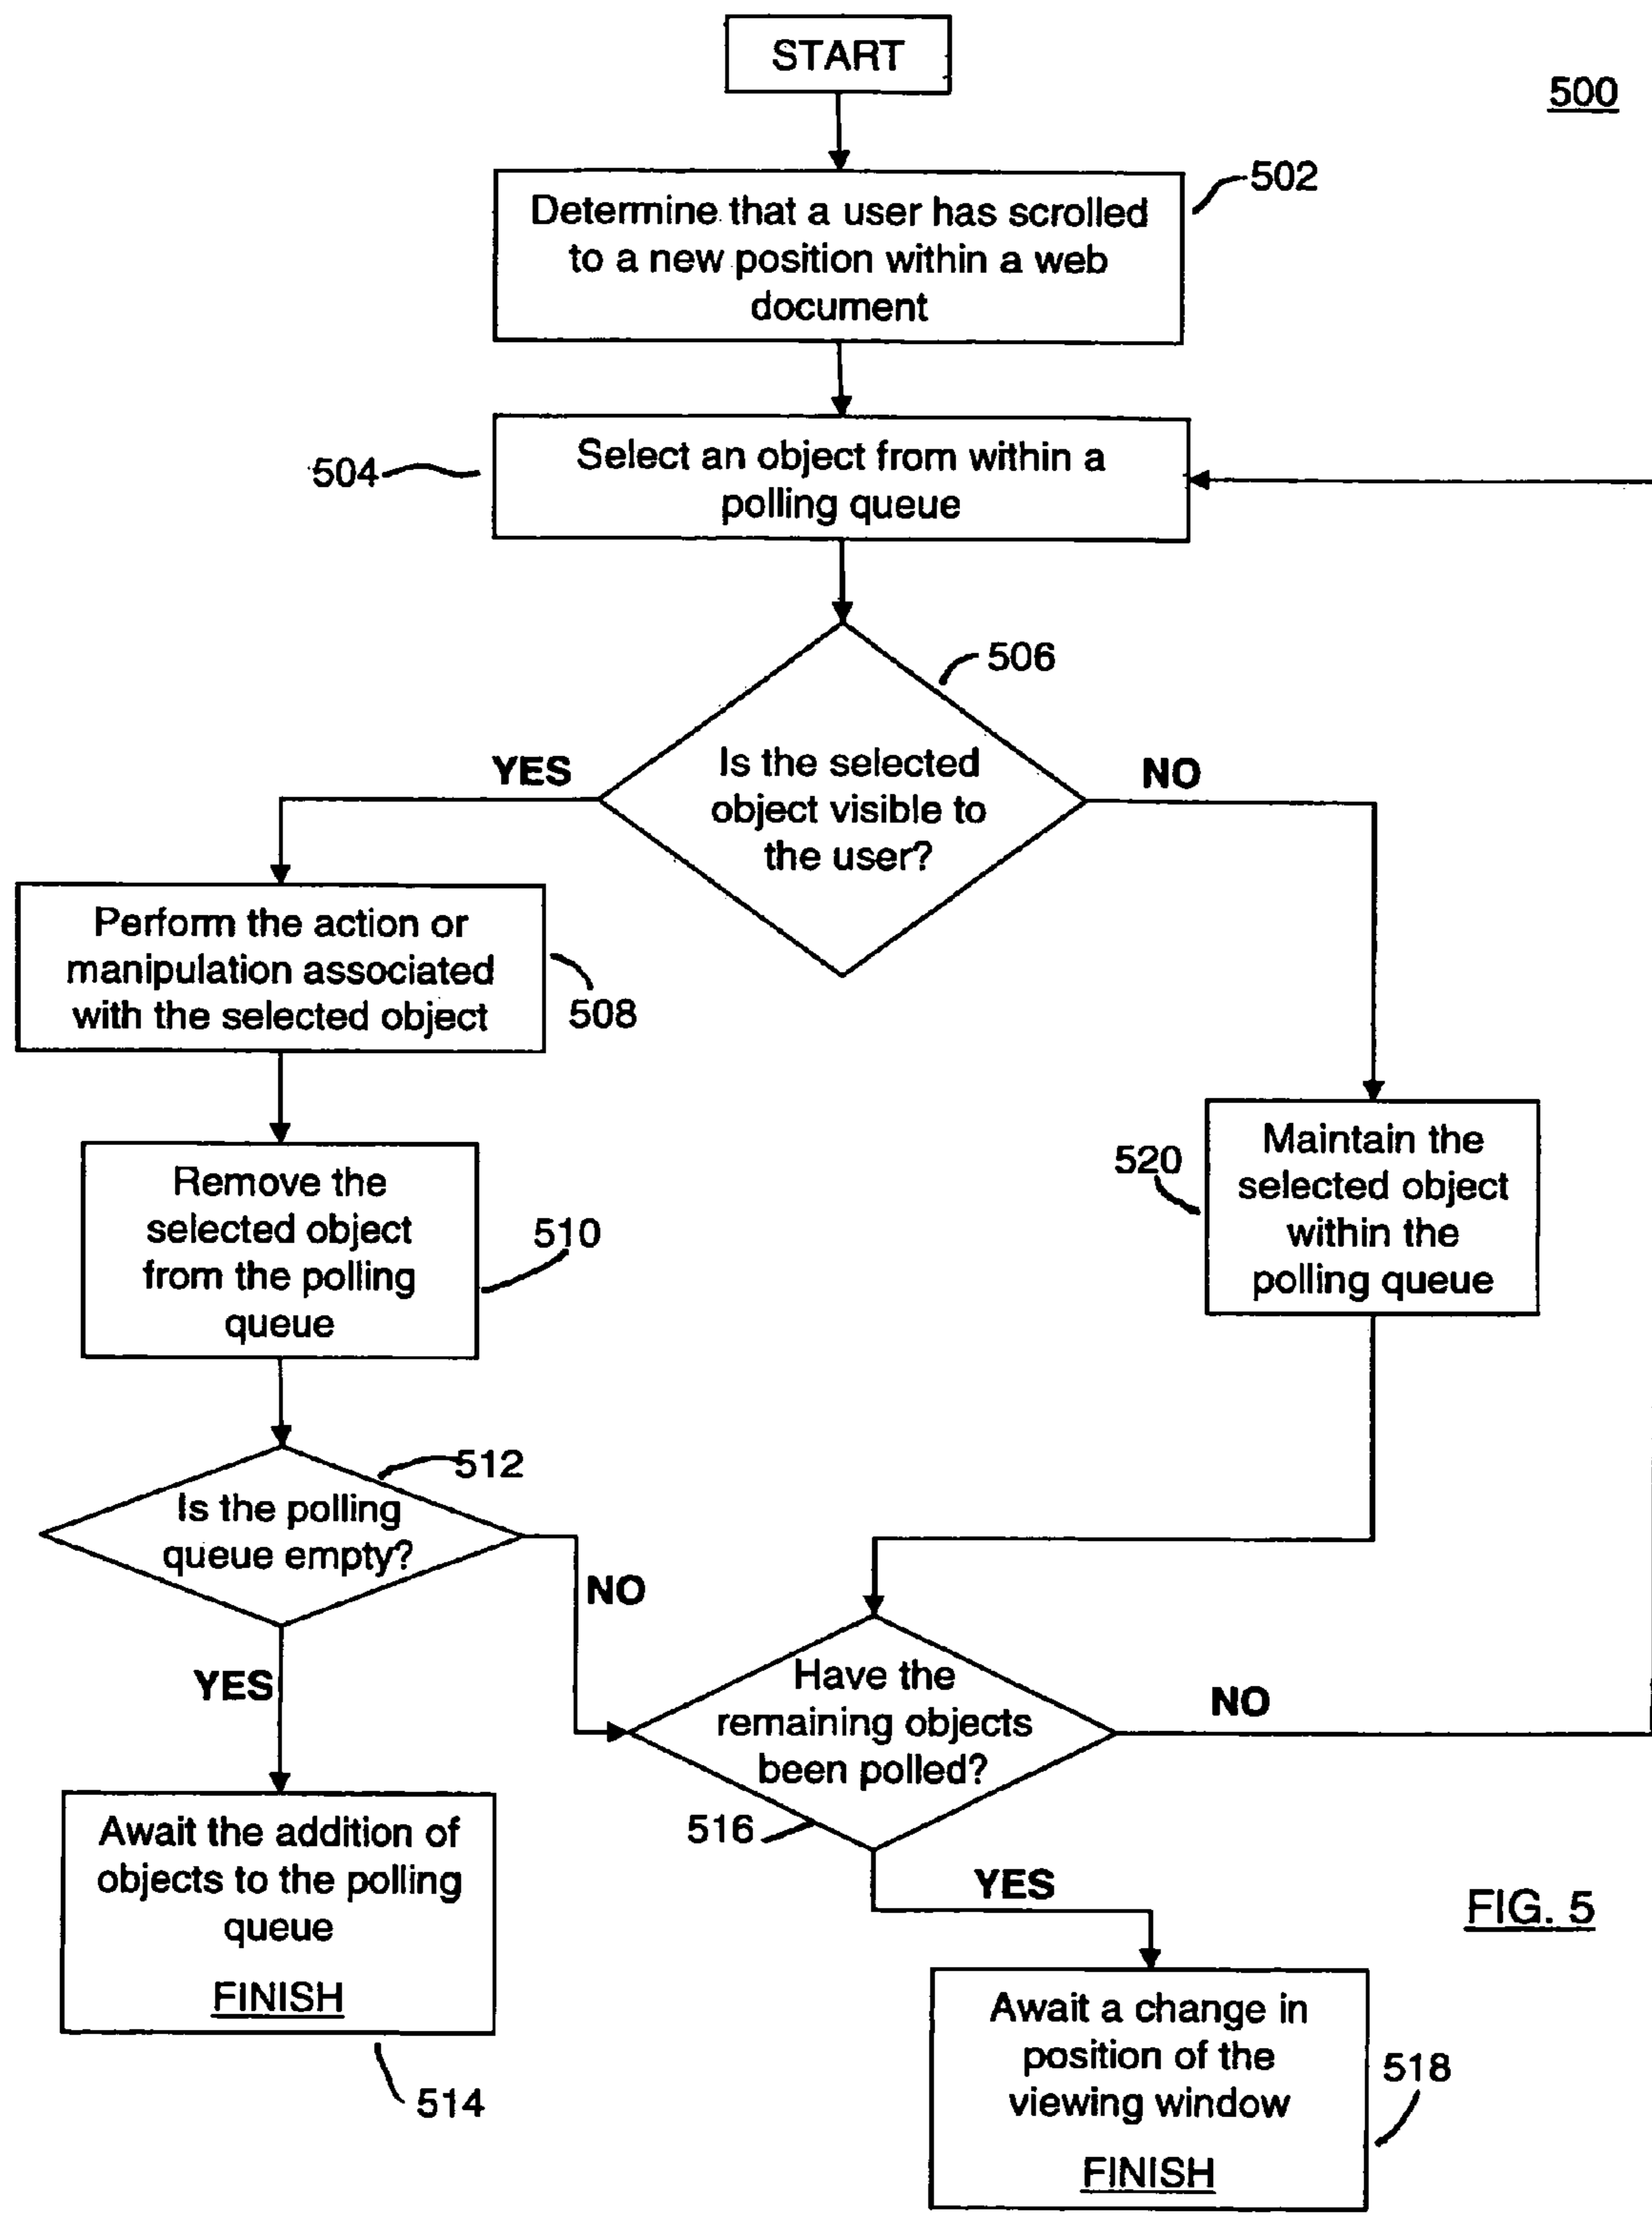 START
500
502
Determine that a user has scrolled
to a new position within a web
document
504
Select an object from within a
polling queue
506
Is the selected
object visible to
the user?
YES
NO
Perform the action or
manipulation associated
with the selected object
508
Remove the
selected object
from the polling
queue
510
520
Maintain the
selected object
within the
polling queue
512
Is the polling
queue empty?
NO
YES
Have the
remaining objects
been polled?
NO
516
YES
Await the addition of
objects to the polling
queue
FINISH
514
FIG. 5
Await a change in
position of the
viewing window
FINISH
518